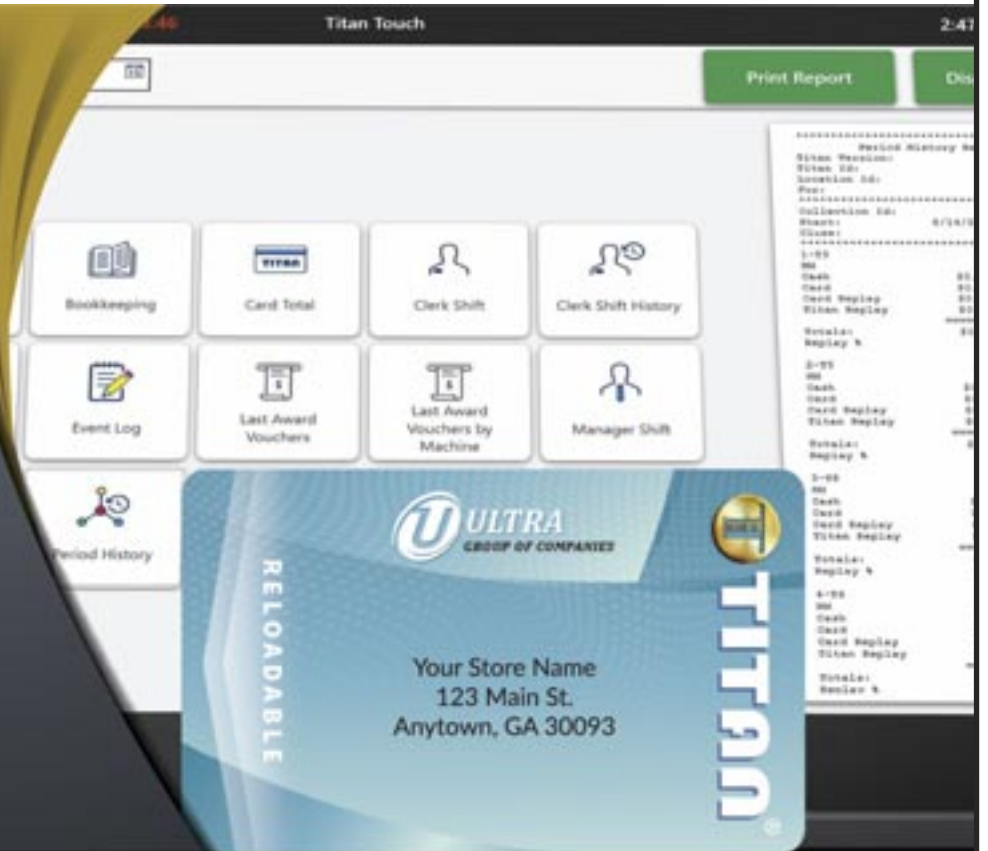 Titan Touch
2:47
Print Report
Dis
Bookkeeping
TITAN
Card Total
Clerk Shift
Clerk Shift History
Event Log
Last Award
Vouchers
Last Award
Vouchers by
Machine
Manager Shift
Period History
Period History Re
Titan Version:
Titan Id:
Location Id:
For:
Collection Id:
Start:
Close:
Cash
Card
Card Replay
Titan Replay
Totals:
Replay %
Cash
Card
Card Replay
Titan Replay
Totals:
Replay %
Cash
Card
Card Replay
Titan Replay
Totals:
Replay %
Cash
Card
Card Replay
Titan Replay
Totals:
Replay %
U ULTRA
GROUP OF COMPANIES
RELOADABLE
TITAN
®
Your Store Name
123 Main St.
Anytown, GA 30093